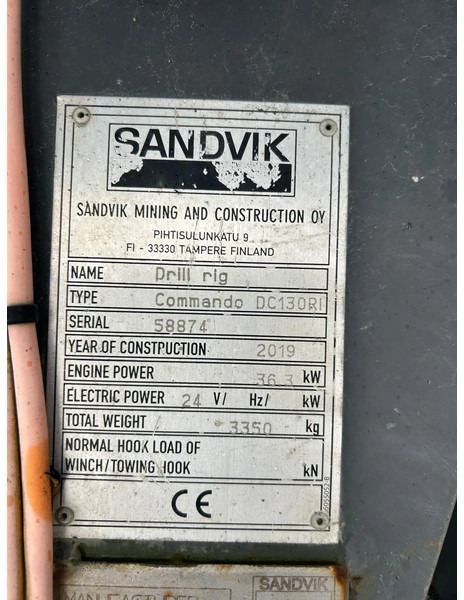 SANDVIK
SANDVIK MINING AND CONSTRUCTION OY
PIHTISULUNKATU 9
FI - 33330 TAMPERE FINLAND
NAME Drill rig
TYPE Commando DC130RI
SERIAL 58874
YEAR OF CONSTPUCTION 2019
ENGINE POWER 36.3 kW
ELECTRIC POWER 24 V/ Hz/ kW
TOTAL WEIGHT 3350 kg
NORMAL HOOK LOAD OF
WINCH/TOWING HOOK kN
CE
SANDVIK
MANUFACTURER